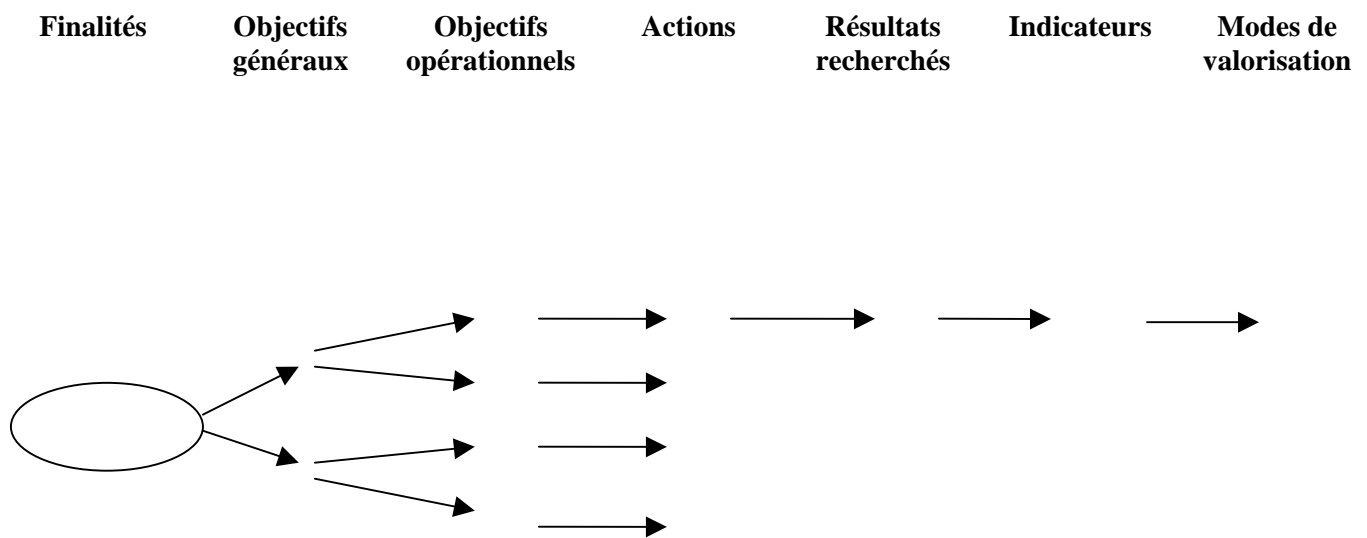 Finalités
Objectifs
généraux
Objectifs
opérationnels
Actions
Résultats
recherchés
Indicateurs
Modes de
valorisation